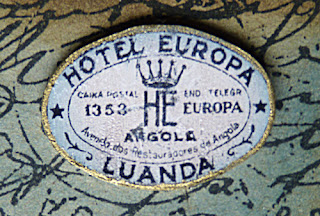 HOTEL EUROPA
CAIXA POSTAL END. TELEGR
1353 HE EUROPA
ANGOLA
Avenida dos Restauradores de Angola
LUANDA